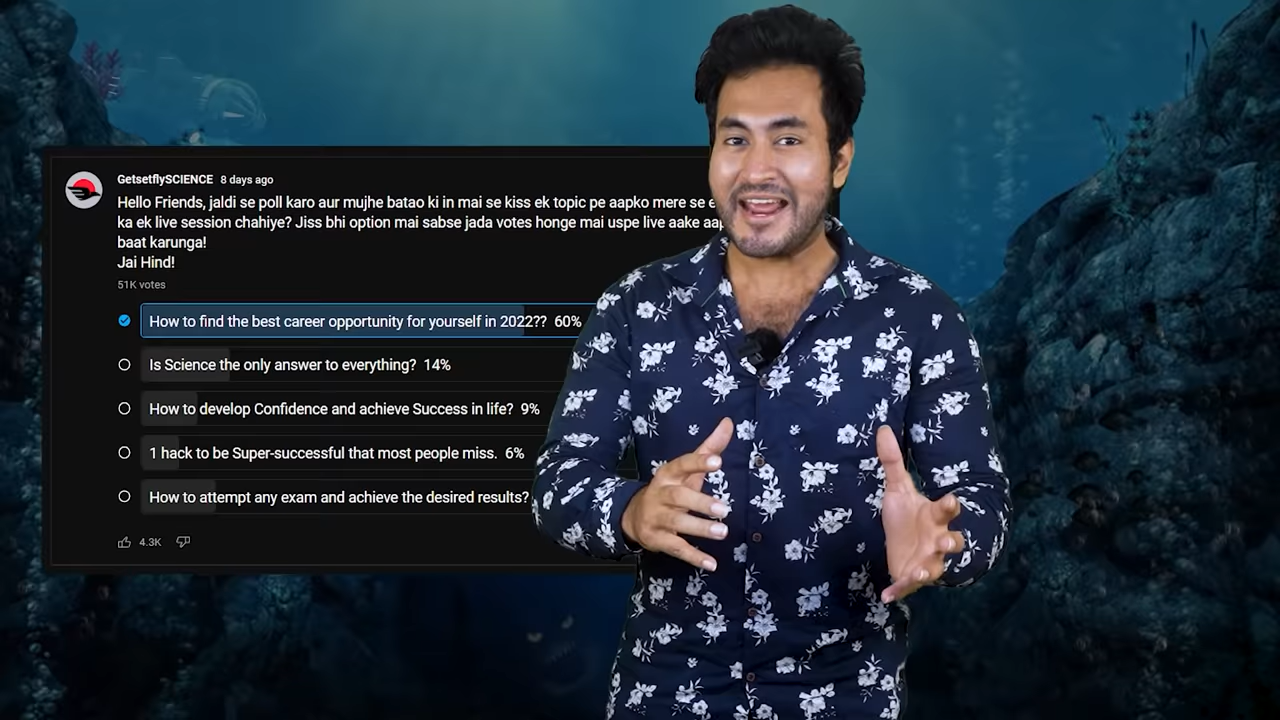 GetsetflySCIENCE 8 days ago
Hello Friends, jaldi se poll karo aur mujhe batao ki in mai se kiss ek topic pe aapko mere se
ka ek live session chahiye? Jiss bhi option mai sabse jada votes honge mai uspe live aake
baat karunga!
Jai Hind!
51K votes
How to find the best career opportunity for yourself in 2022?? 60%
Is Science the only answer to everything? 14%
How to develop Confidence and achieve Success in life? 9%
1 hack to be Super-successful that most people miss. 6%
How to attempt any exam and achieve the desired results?
4.3K